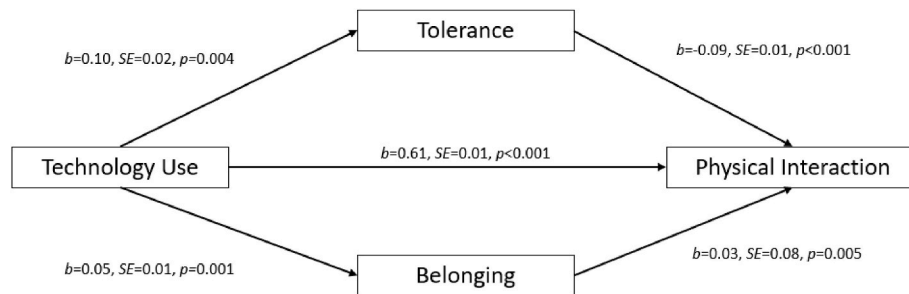 Tolerance
b=0.10, SE=0.02, p=0.004
b=-0.09, SE=0.01, p<0.001
b=0.61, SE=0.01, p<0.001
Technology Use
Physical Interaction
b=0.05, SE=0.01, p=0.001
b=0.03, SE=0.08, p=0.005
Belonging